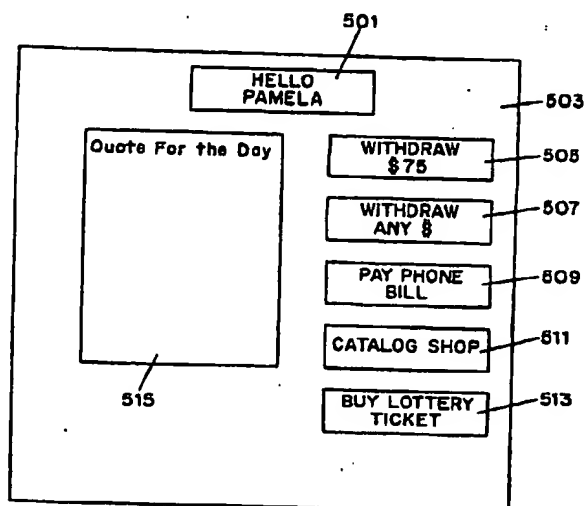 501
HELLO
PAMELA
503
Quote For the Day
WITHDRAW
$75
505
WITHDRAW
ANY $
507
PAY PHONE
BILL
509
CATALOG SHOP
511
515
BUY LOTTERY
TICKET
513